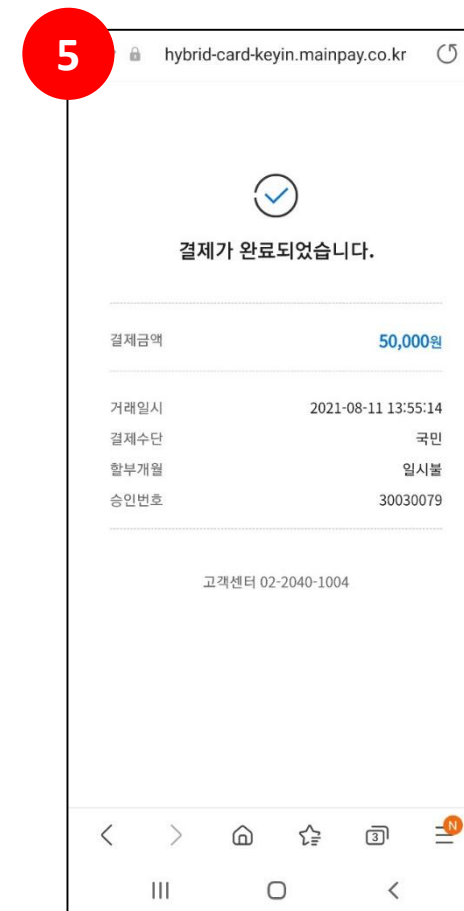 5
hybrid-card-keyin.mainpay.co.kr
결제가 완료되었습니다.
결제금액 50,000원
거래일시 2021-08-11 13:55:14
결제수단 국민
할부개월 일시불
승인번호 30030079
고객센터 02-2040-1004
3
N